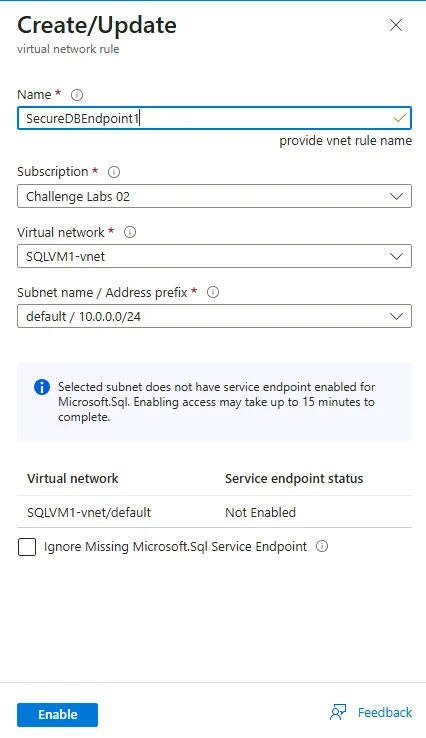 Create/Update
virtual network rule
Name *
SecureDBEndpoint1
provide vnet rule name
Subscription *
Challenge Labs 02
Virtual network *
SQLVM1-vnet
Subnet name / Address prefix *
default / 10.0.0.0/24
Selected subnet does not have service endpoint enabled for
Microsoft.Sql. Enabling access may take up to 15 minutes to
complete.
Virtual network Service endpoint status
SQLVM1-vnet/default Not Enabled
Ignore Missing Microsoft.Sql Service Endpoint
Enable Feedback